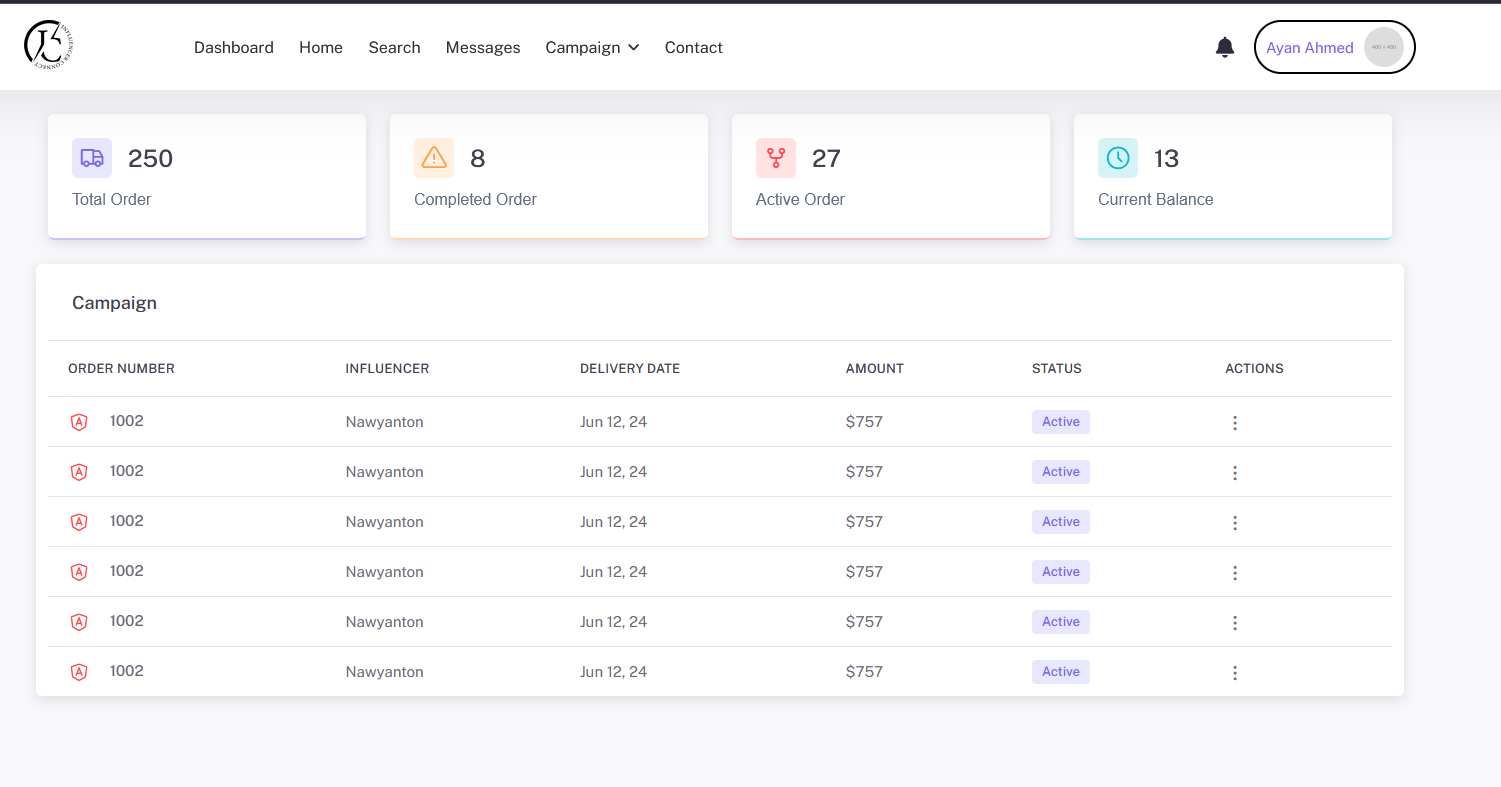 JC INFLUENCER CONNECT
Dashboard Home Search Messages Campaign Contact Ayan Ahmed 400 × 400
250 8 27 13
Total Order Completed Order Active Order Current Balance
Campaign
ORDER NUMBER INFLUENCER DELIVERY DATE AMOUNT STATUS ACTIONS
A 1002 Nawyanton Jun 12, 24 $757 Active
A 1002 Nawyanton Jun 12, 24 $757 Active
A 1002 Nawyanton Jun 12, 24 $757 Active
A 1002 Nawyanton Jun 12, 24 $757 Active
A 1002 Nawyanton Jun 12, 24 $757 Active
A 1002 Nawyanton Jun 12, 24 $757 Active